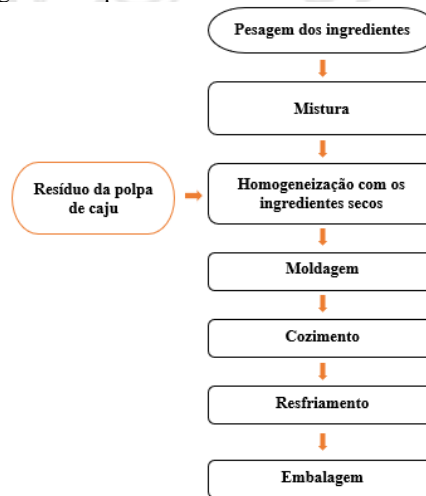 Pesagem dos ingredientes
Mistura
Resíduo da polpa
de caju
Homogeneização com os
ingredientes secos
Moldagem
Cozimento
Resfriamento
Embalagem